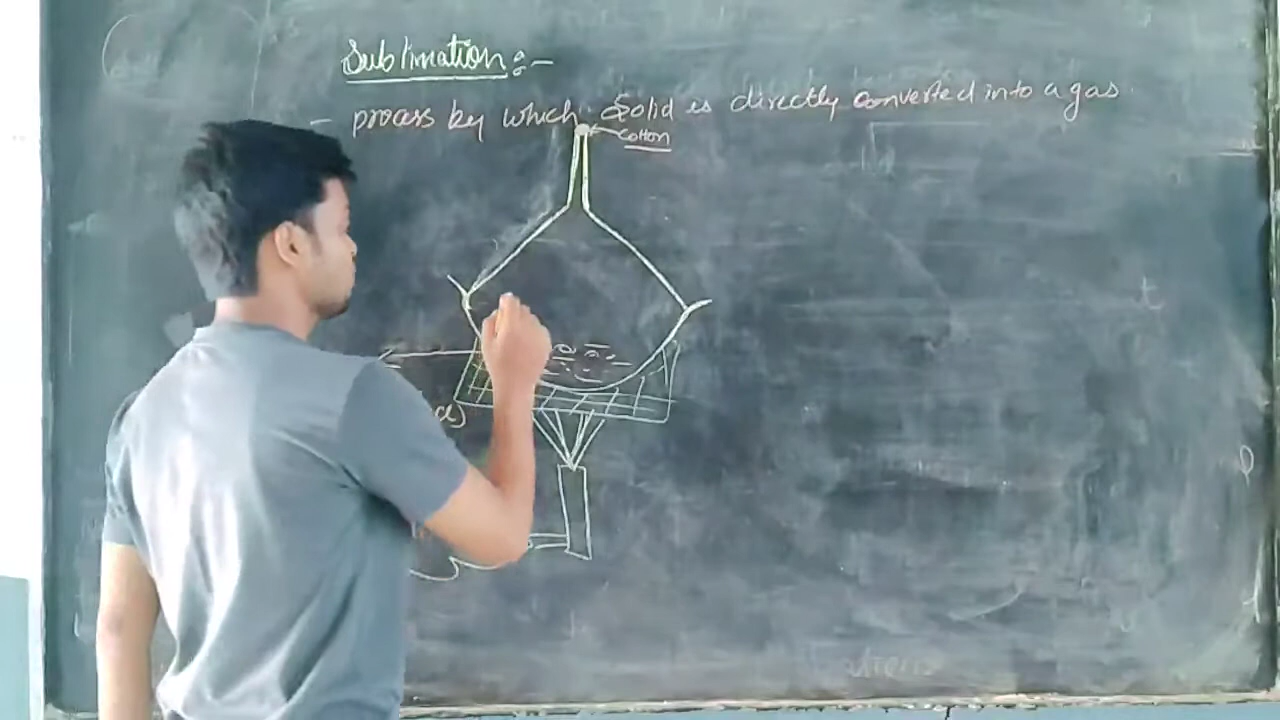 Sublimation :-
- process by which Solid is directly converted into a gas.
cotton